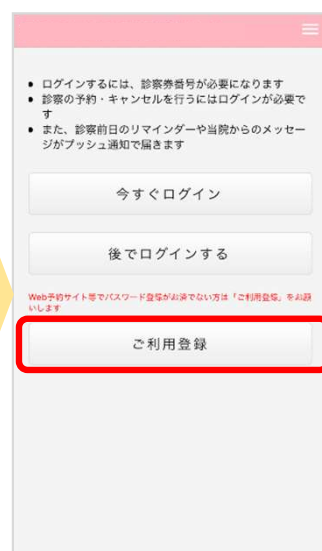 • ログインするには、診察券番号が必要になります
• 診察の予約・キャンセルを行うにはログインが必要で
す
• また、診察前日のリマインダーや当院からのメッセー
ジがプッシュ通知で届きます
今すぐログイン
後でログインする
Web予約サイト等でパスワード登録がお済でない方は「ご利用登録」をお願
いします
ご利用登録